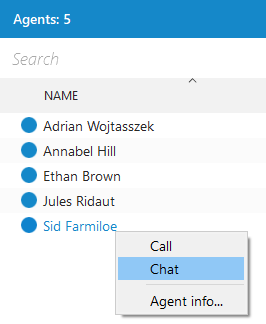 Agents: 5
Search
NAME
Adrian Wojtasszek
Annabel Hill
Ethan Brown
Jules Ridaut
Sid Farmiloe
Call
Chat
Agent info...